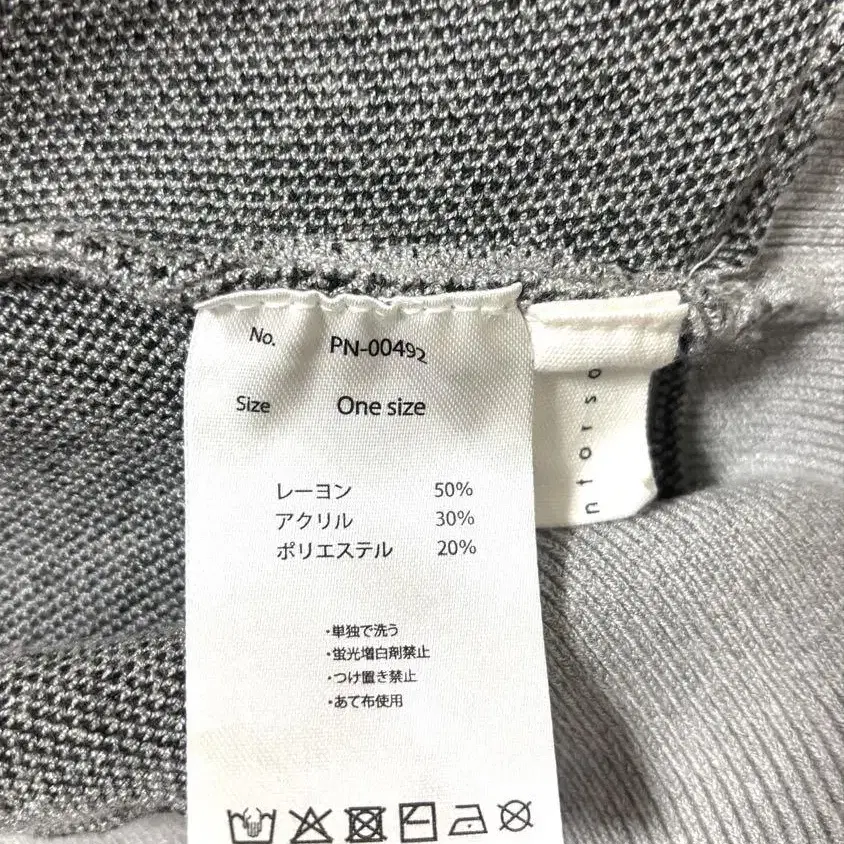 No. PN-00492
Size One size
レーヨン 50%
アクリル 30%
ポリエステル 20%
・単独で洗う
・蛍光増白剤禁止
・つけ置き禁止
・あて布使用
ntorso